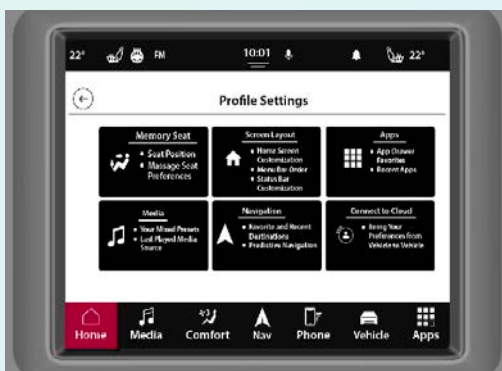 22° FM 10:01 22°
Profile Settings
Memory Seat
• Seat Position
• Massage Seat
Preferences
Screen Layout
• Home Screen
Customization
• Menu Bar Order
• Status Bar
Customization
Apps
• App Drawer
Favorites
• Recent Apps
Media
• Your Mixed Presets
• Last Played Media
Source
Navigation
• Favorite and Recent
Destinations
• Predictive Navigation
Connect to Cloud
• Bring Your
Preferences from
Vehicle to Vehicle
Home Media Comfort Nav Phone Vehicle Apps